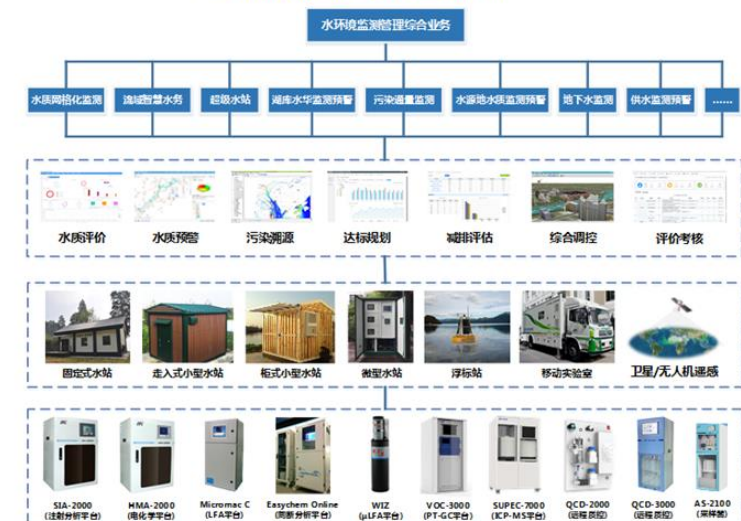 水环境监测管理综合业务
水质网格化监测
流域智慧水务
超级水站
湖库水华监测预警
污染通量监测
水源地水质监测预警
地下水监测
供水监测预警
......
水质评价
水质预警
污染溯源
达标规划
减排评估
综合调控
评价考核
固定式水站
走入式小型水站
柜式小型水站
微型水站
浮标站
移动实验室
卫星/无人机遥感
SIA-2000
(注射分析平台)
HMA-2000
(电化学平台)
Micromac C
(LFA平台)
Easychem Online
(间断分析平台)
WIZ
(μLFA平台)
VOC-3000
(PT-GC平台)
SUPEC-7000
(ICP-MS平台)
QCD-2000
(远程质控)
QCD-3000
(远程质控)
AS-2100
(采样器)